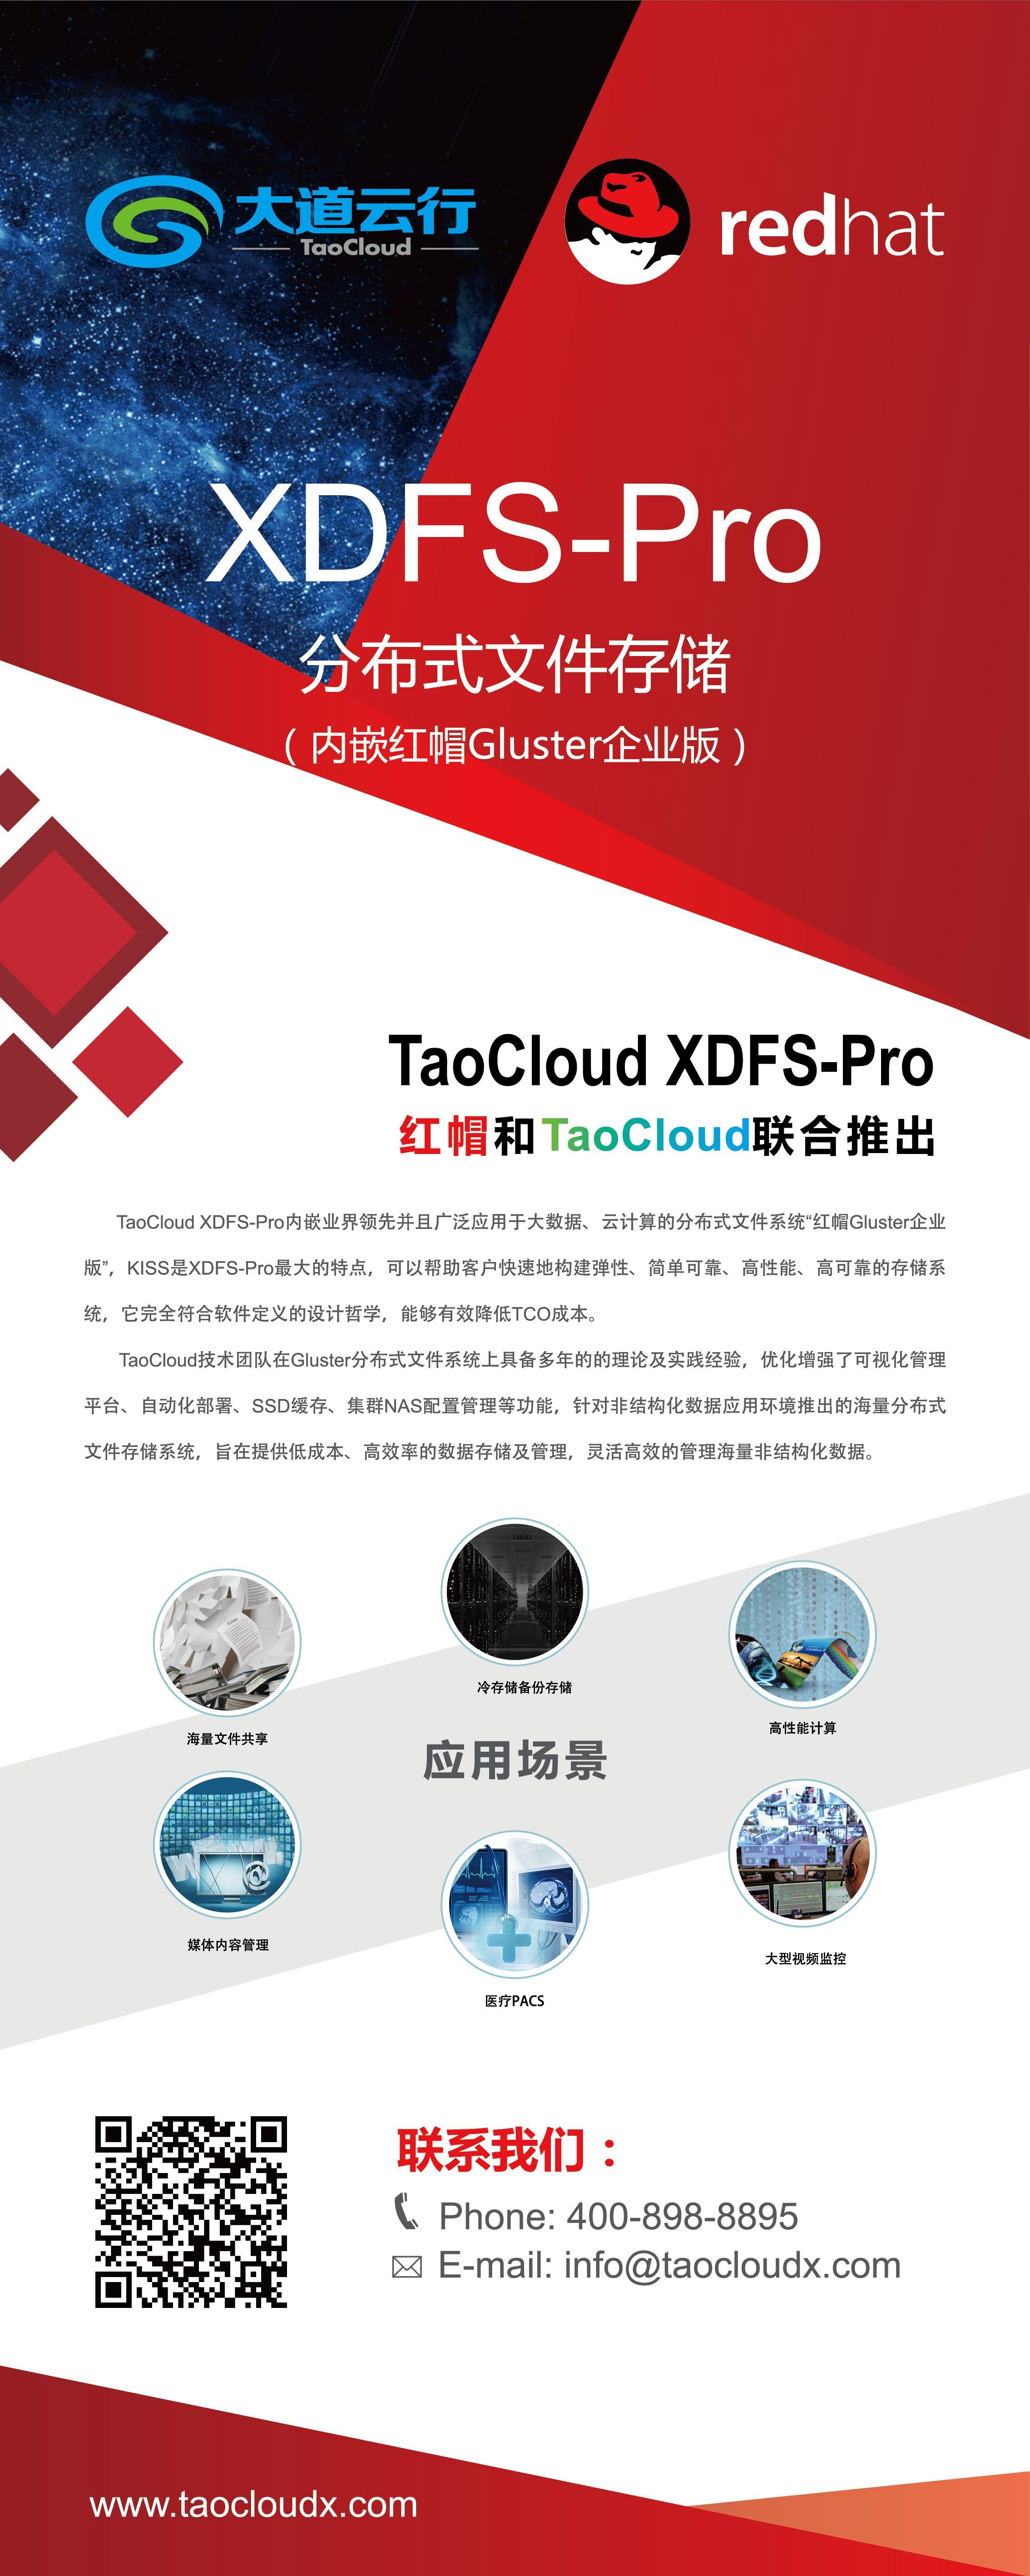 大道云行
TaoCloud
redhat
XDFS-Pro
分布式文件存储
（内嵌红帽Gluster企业版）
TaoCloud XDFS-Pro
红帽和TaoCloud联合推出
TaoCloud XDFS-Pro内嵌业界领先并且广泛应用于大数据、云计算的分布式文件系统“红帽Gluster企业
版”，KISS是XDFS-Pro最大的特点，可以帮助客户快速地构建弹性、简单可靠、高性能、高可靠的存储系
统，它完全符合软件定义的设计哲学，能够有效降低TCO成本。
TaoCloud技术团队在Gluster分布式文件系统上具备多年的的理论及实践经验，优化增强了可视化管理
平台、自动化部署、SSD缓存、集群NAS配置管理等功能，针对非结构化数据应用环境推出的海量分布式
文件存储系统，旨在提供低成本、高效率的数据存储及管理，灵活高效的管理海量非结构化数据。
冷存储备份存储
海量文件共享
高性能计算
应用场景
媒体内容管理
大型视频监控
医疗PACS
联系我们：
Phone: 400-898-8895
E-mail: info@taocloudx.com
www.taocloudx.com